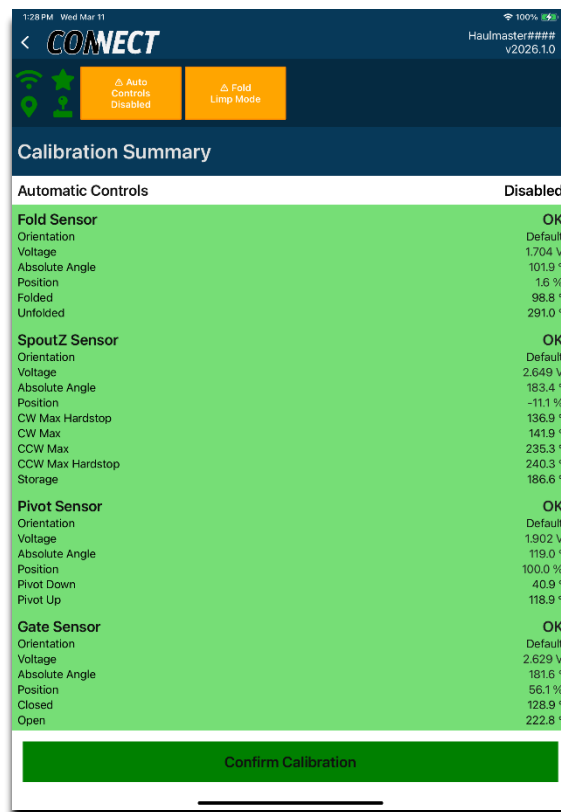 1:28 PM Wed Mar 11
100%
CONNECT
Haulmaster####
v2026.1.0
Auto
Controls
Disabled
Fold
Limp Mode
Calibration Summary
Automatic Controls Disabled
Fold Sensor OK
Orientation Default
Voltage 1.704 V
Absolute Angle 101.9 °
Position 1.6 %
Folded 98.8 °
Unfolded 291.0 °
SpoutZ Sensor OK
Orientation Default
Voltage 2.649 V
Absolute Angle 183.4 °
Position -11.1 %
CW Max Hardstop 136.9 °
CW Max 141.9 °
CCW Max 235.3 °
CCW Max Hardstop 240.3 °
Storage 186.6 °
Pivot Sensor OK
Orientation Default
Voltage 1.902 V
Absolute Angle 119.0 °
Position 100.0 %
Pivot Down 40.9 °
Pivot Up 118.9 °
Gate Sensor OK
Orientation Default
Voltage 2.629 V
Absolute Angle 181.6 °
Position 56.1 %
Closed 128.9 °
Open 222.8 °
Confirm Calibration